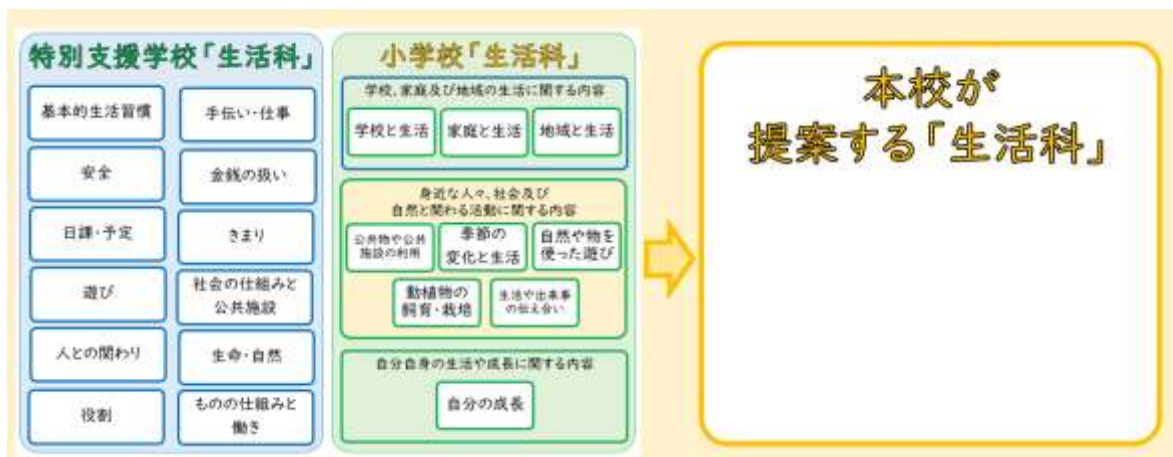 特別支援学校「生活科」
基本的生活習慣
手伝い・仕事
安全
金銭の扱い
日課・予定
きまり
遊び
社会の仕組みと
公共施設
人との関わり
生命・自然
役割
ものの仕組みと
働き
小学校「生活科」
学校、家庭及び地域の生活に関する内容
学校と生活
家庭と生活
地域と生活
身近な人々、社会及び
自然と関わる活動に関する内容
公共物や公共
施設の利用
季節の
変化と生活
自然や物を
使った遊び
動植物の
飼育・栽培
生活や出来事
の伝え合い
自分自身の生活や成長に関する内容
自分の成長
本校が
提案する「生活科」